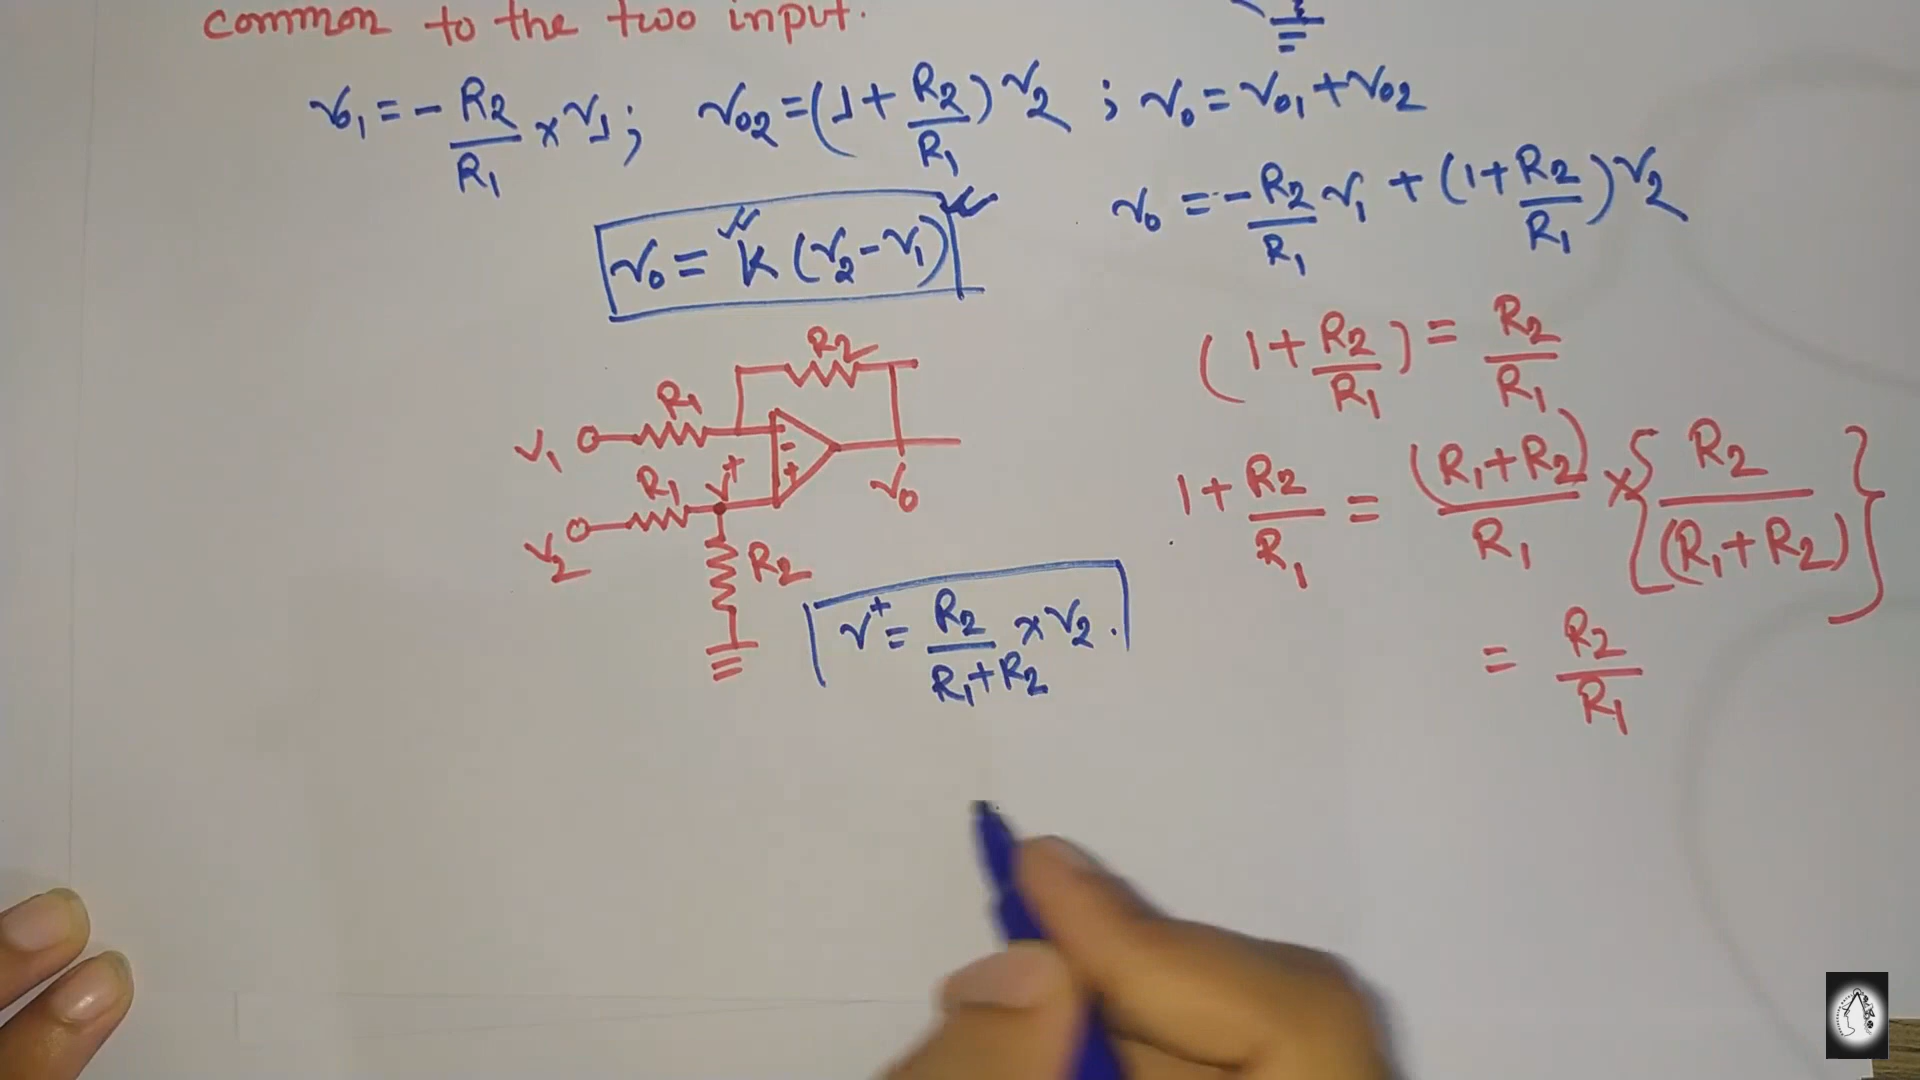 common to the two input.
v01 = - R2/R1 × v1; v02 = (1 + R2/R1) v2 ; v0 = v01 + v02
v0 = - R2/R1 v1 + (1 + R2/R1) v2
v0 = k (v2 - v1)
(1 + R2/R1) = R2/R1
R2
R1
V1
-
+
v0
1 + R2/R1 = (R1 + R2)/R1 × { R2/(R1 + R2) }
R1
V+
V2
R2
v+ = R2/(R1 + R2) × v2.
= R2/R1